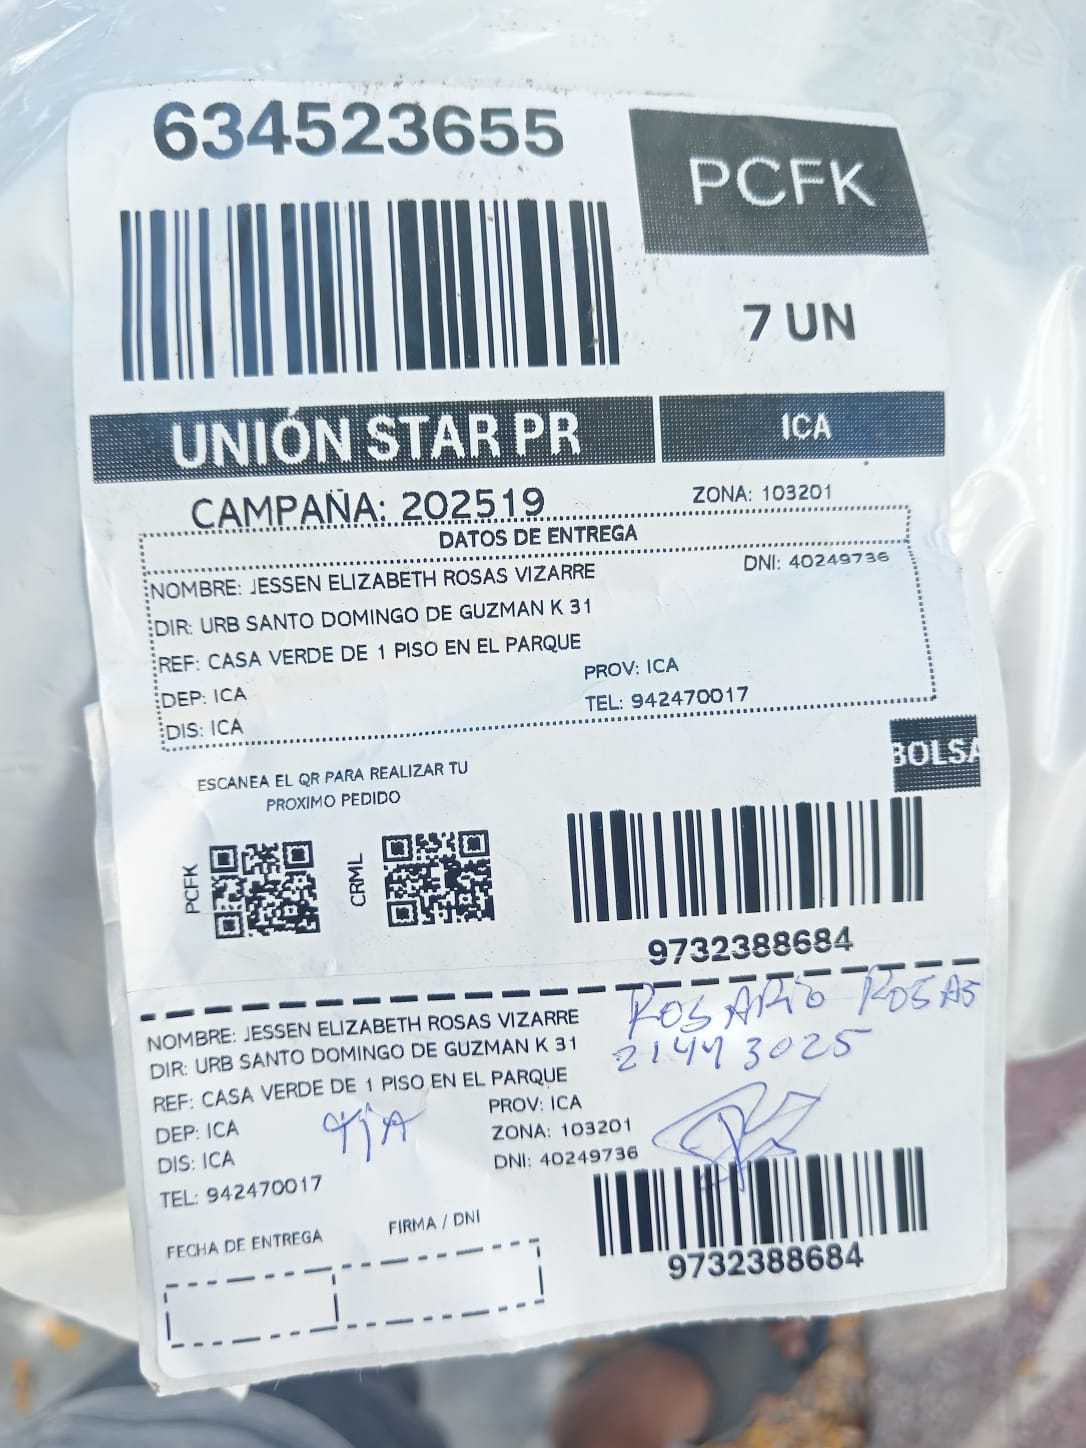 634523655
PCFK
7 UN
UNIÓN STAR PR
ICA
CAMPAÑA: 202519
ZONA: 103201
DATOS DE ENTREGA
NOMBRE: JESSEN ELIZABETH ROSAS VIZARRE
DNI: 40249736
DIR: URB SANTO DOMINGO DE GUZMAN K 31
REF: CASA VERDE DE 1 PISO EN EL PARQUE
DEP: ICA
PROV: ICA
DIS: ICA
TEL: 942470017
BOLSA
ESCANEA EL QR PARA REALIZAR TU
PROXIMO PEDIDO
PCFK
CRML
9732388684
ROSARIO ROSAS
21443025
NOMBRE: JESSEN ELIZABETH ROSAS VIZARRE
DIR: URB SANTO DOMINGO DE GUZMAN K 31
REF: CASA VERDE DE 1 PISO EN EL PARQUE
DEP: ICA
PROV: ICA
TIA
DIS: ICA
ZONA: 103201
TEL: 942470017
DNI: 40249736
FECHA DE ENTREGA
FIRMA / DNI
9732388684